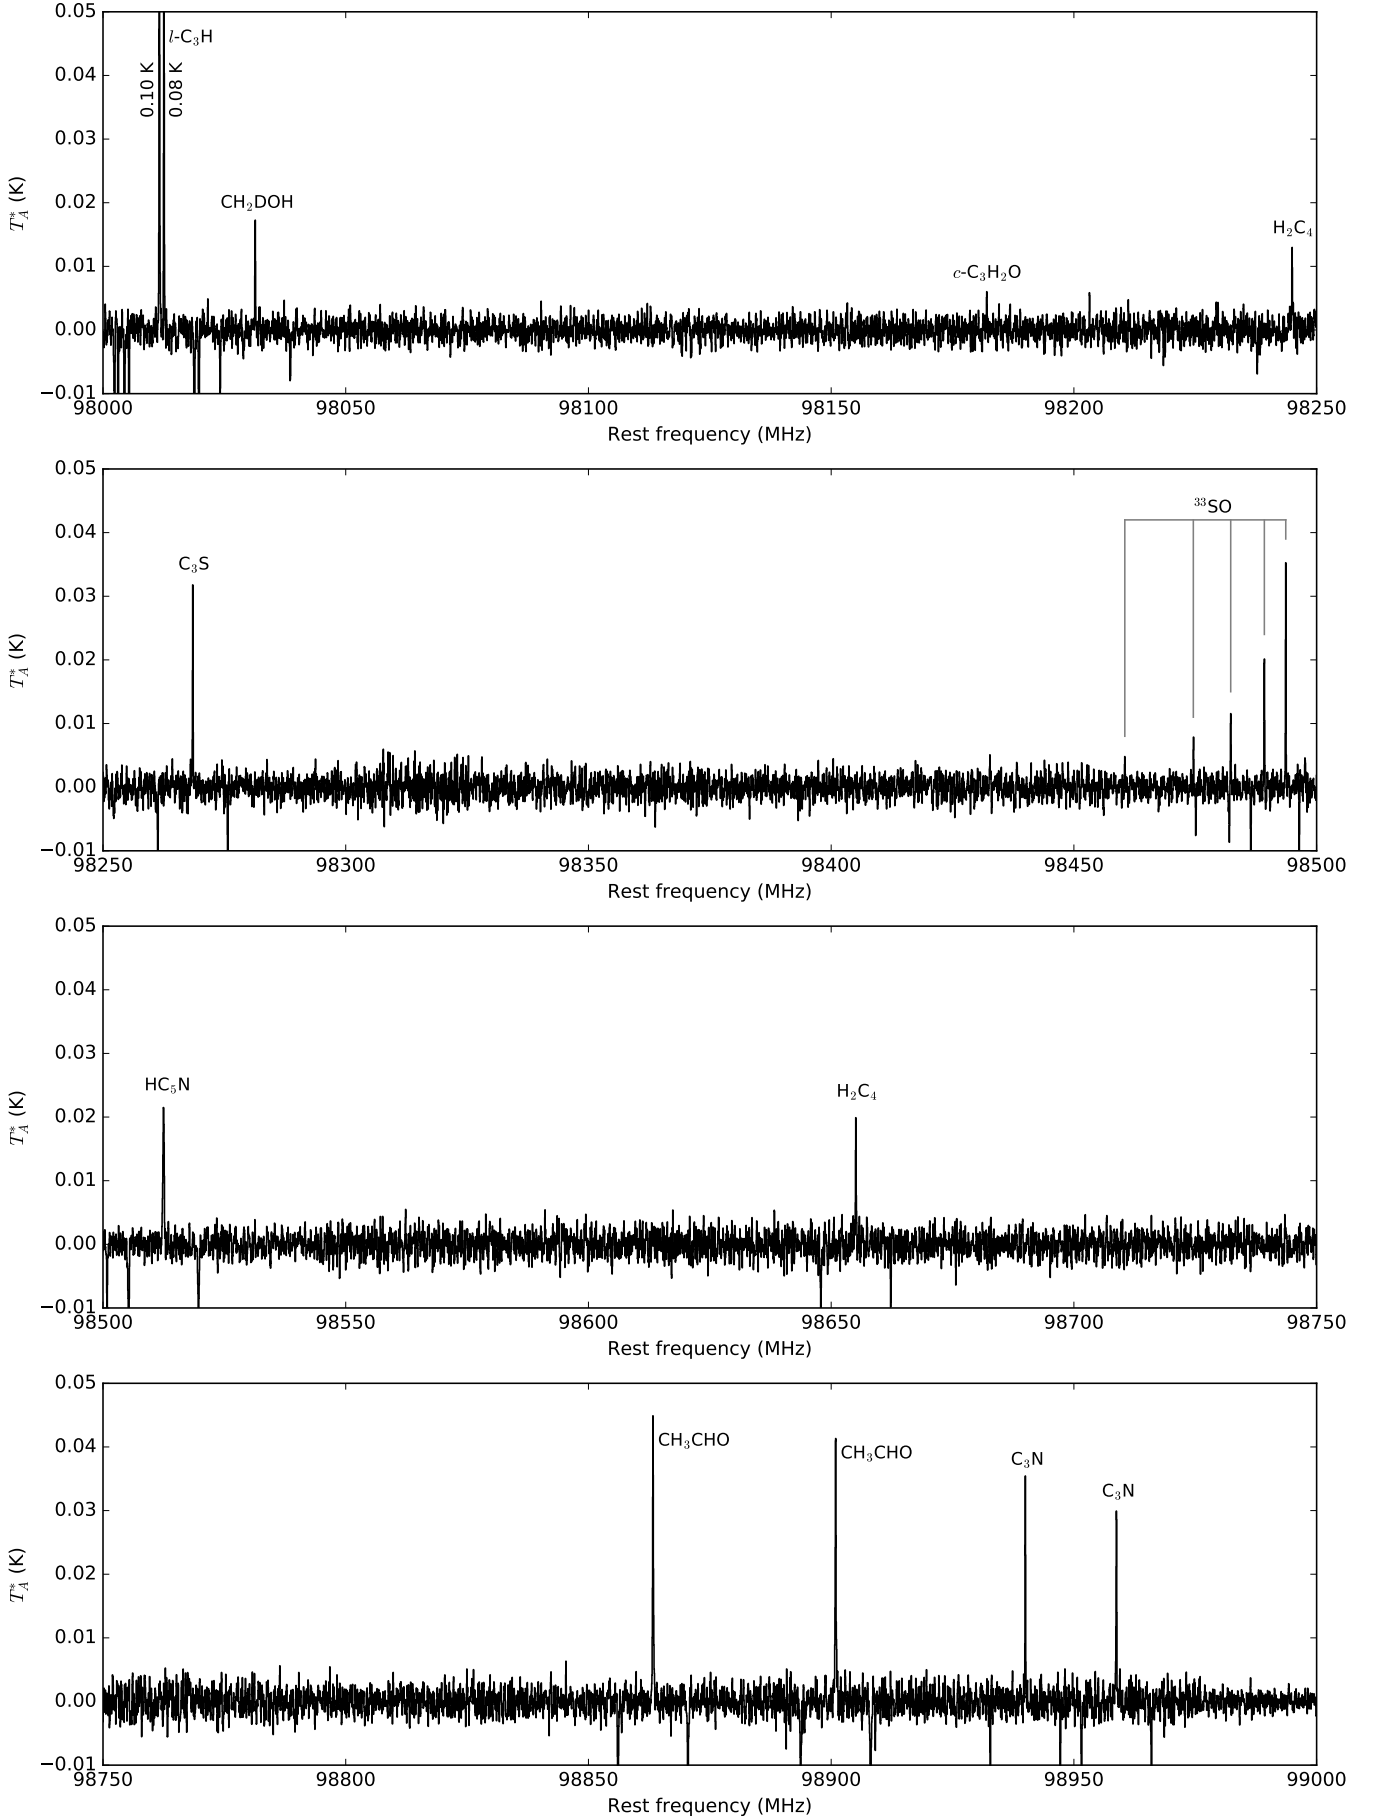 0.05
l-C₃H
0.04
0.10 K
0.08 K
0.03
0.02
CH₂DOH
H₂C₄
0.01
c-C₃H₂O
0.00
−0.01
T*A (K)
98000 98050 98100 98150 98200 98250
Rest frequency (MHz)
0.05
³³SO
0.04
C₃S
0.03
0.02
0.01
0.00
−0.01
T*A (K)
98250 98300 98350 98400 98450 98500
Rest frequency (MHz)
0.05
0.04
0.03
HC₅N
H₂C₄
0.02
0.01
0.00
−0.01
T*A (K)
98500 98550 98600 98650 98700 98750
Rest frequency (MHz)
0.05
0.04
CH₃CHO
CH₃CHO
C₃N
C₃N
0.03
0.02
0.01
0.00
−0.01
T*A (K)
98750 98800 98850 98900 98950 99000
Rest frequency (MHz)